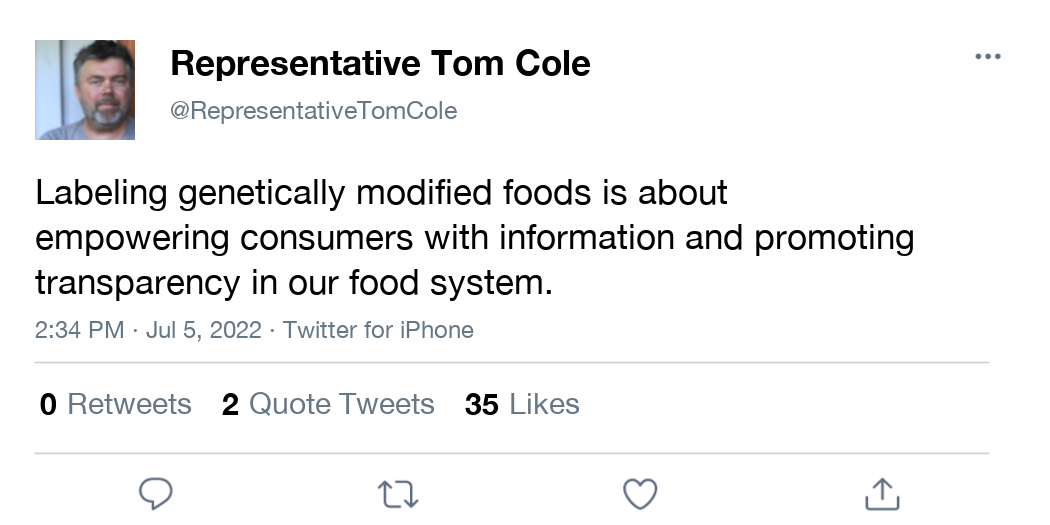 Representative Tom Cole
@RepresentativeTomCole
Labeling genetically modified foods is about
empowering consumers with information and promoting
transparency in our food system.
2:34 PM · Jul 5, 2022 · Twitter for iPhone
0 Retweets 2 Quote Tweets 35 Likes